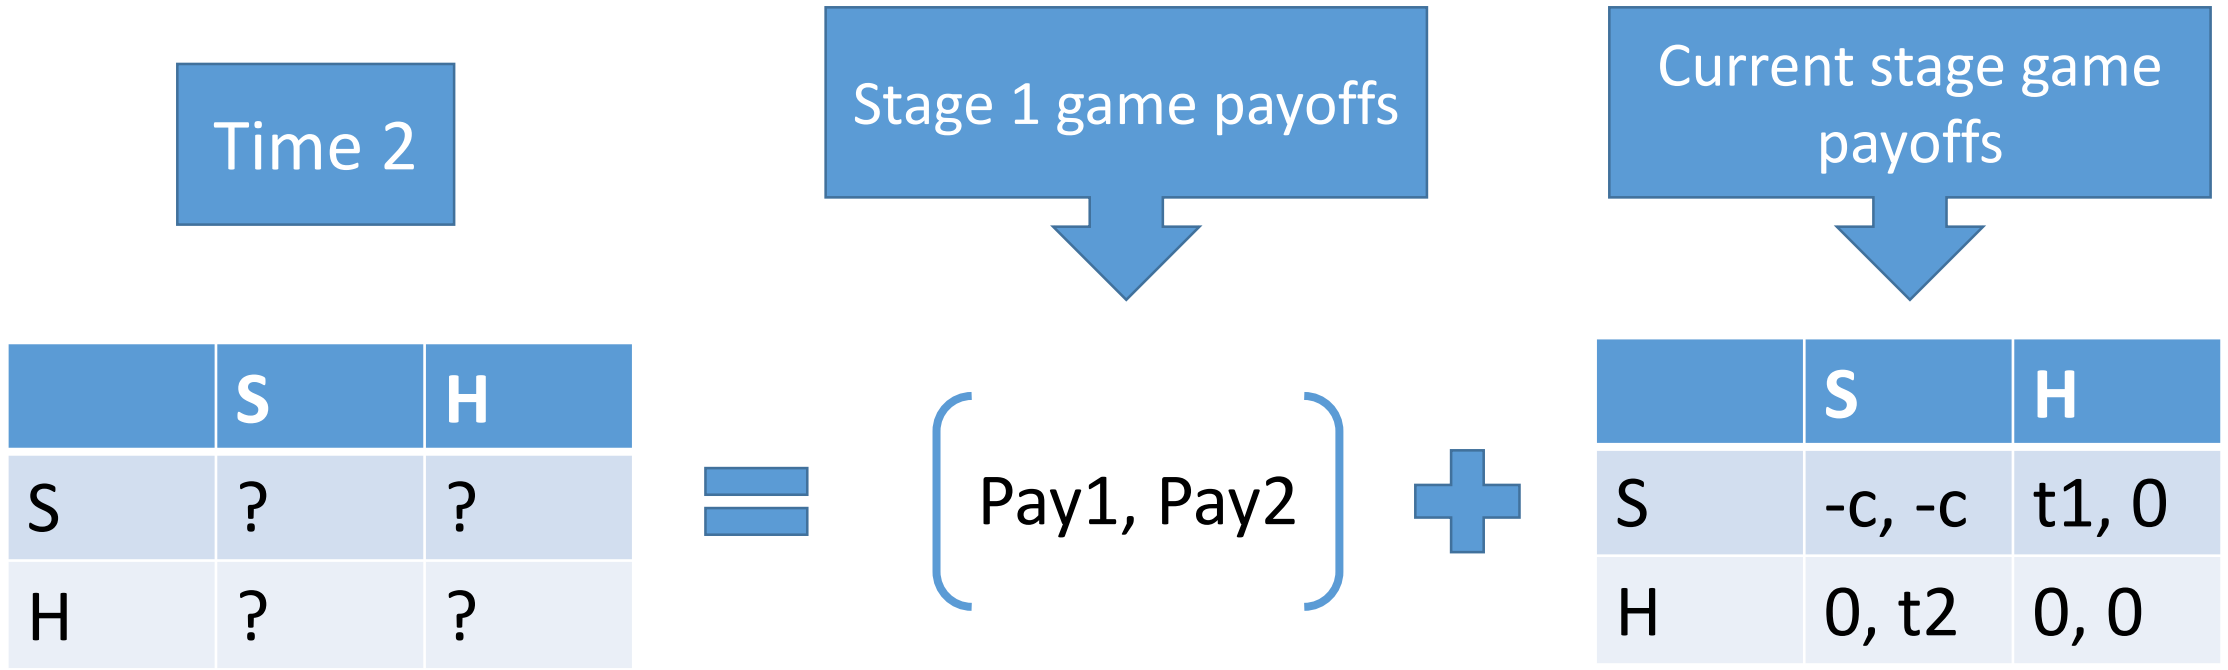 Time 2
Stage 1 game payoffs
Current stage game
payoffs
S H
S ? ?
H ? ?
Pay1, Pay2
S H
S -c, -c t1, 0
H 0, t2 0, 0